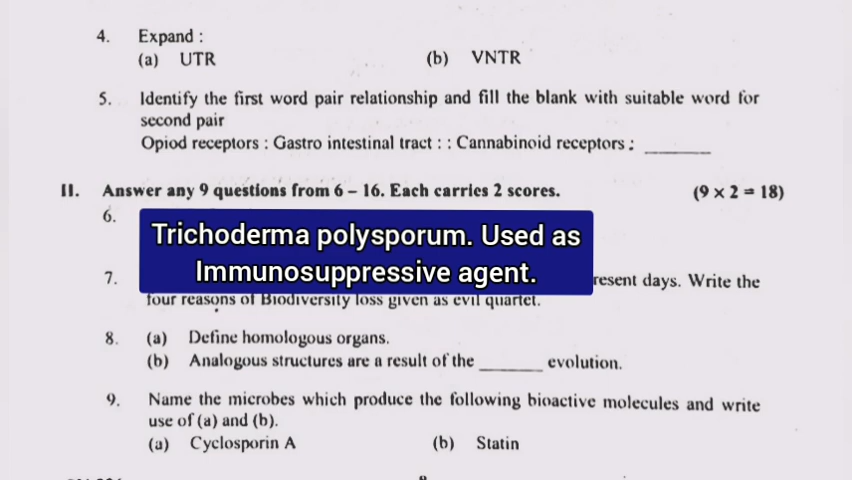 4. Expand :
(a) UTR (b) VNTR
5. Identify the first word pair relationship and fill the blank with suitable word for
second pair
Opiod receptors : Gastro intestinal tract : : Cannabinoid receptors : ______
II. Answer any 9 questions from 6 – 16. Each carries 2 scores. (9 × 2 = 18)
6.
Trichoderma polysporum. Used as
Immunosuppressive agent.
7. resent days. Write the
four reasons of Biodiversity loss given as evil quartet.
8. (a) Define homologous organs.
(b) Analogous structures are a result of the ______ evolution.
9. Name the microbes which produce the following bioactive molecules and write
use of (a) and (b).
(a) Cyclosporin A (b) Statin